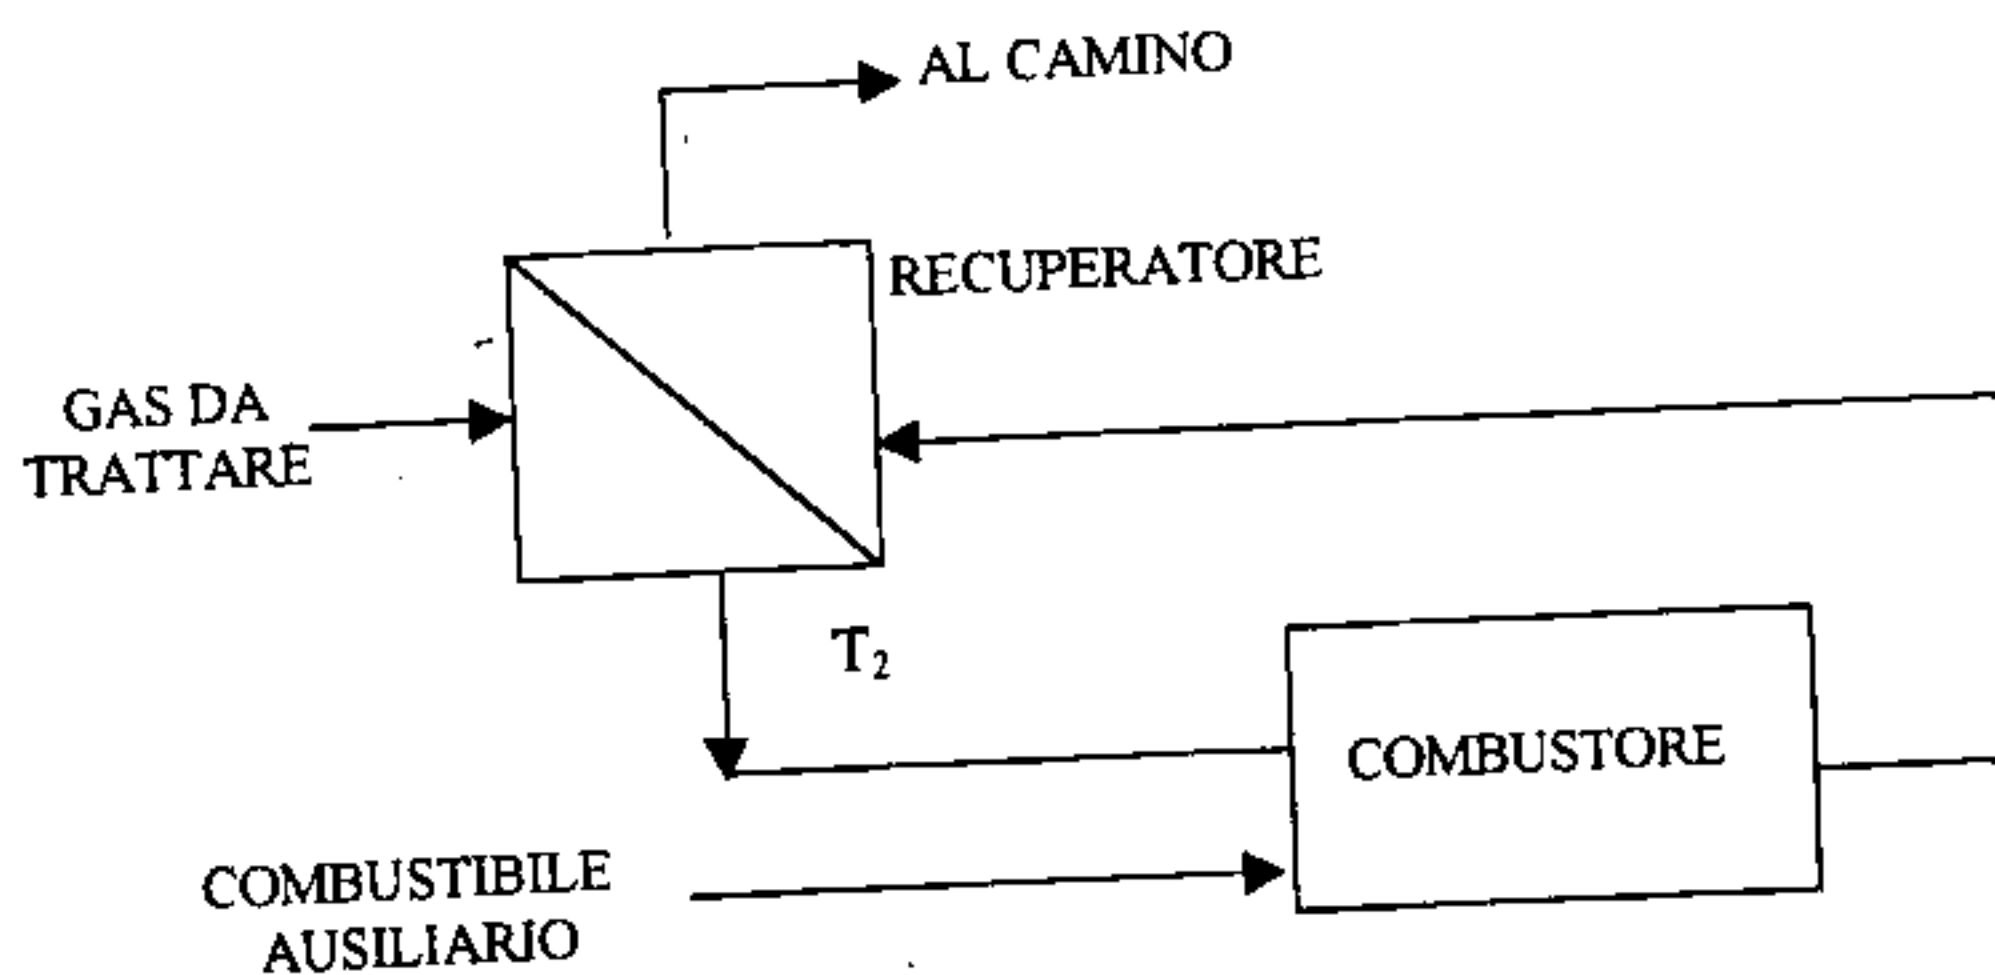 AL CAMINO
RECUPERATORE
GAS DA
TRATTARE
T₂
COMBUSTORE
COMBUSTIBILE
AUSILIARIO